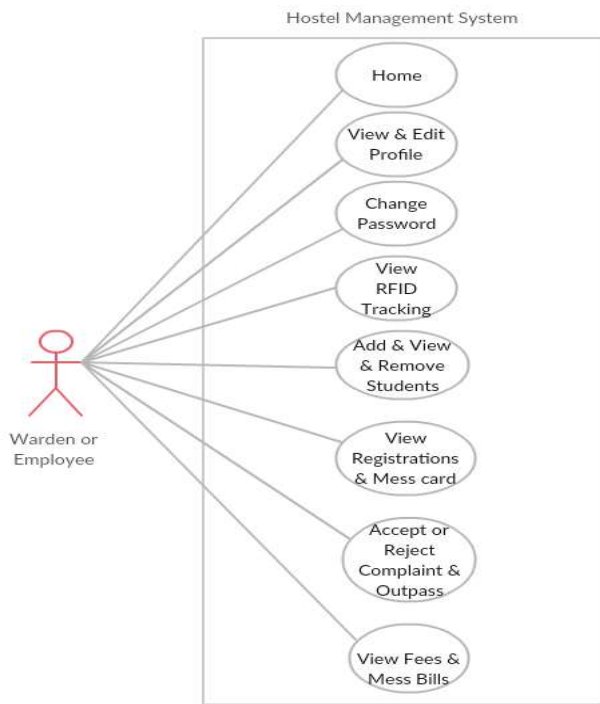 Hostel Management System
Home
View & Edit
Profile
Change
Password
View
RFID
Tracking
Add & View
& Remove
Students
Warden or
Employee
View
Registrations
& Mess card
Accept or
Reject
Complaint &
Outpass
View Fees &
Mess Bills